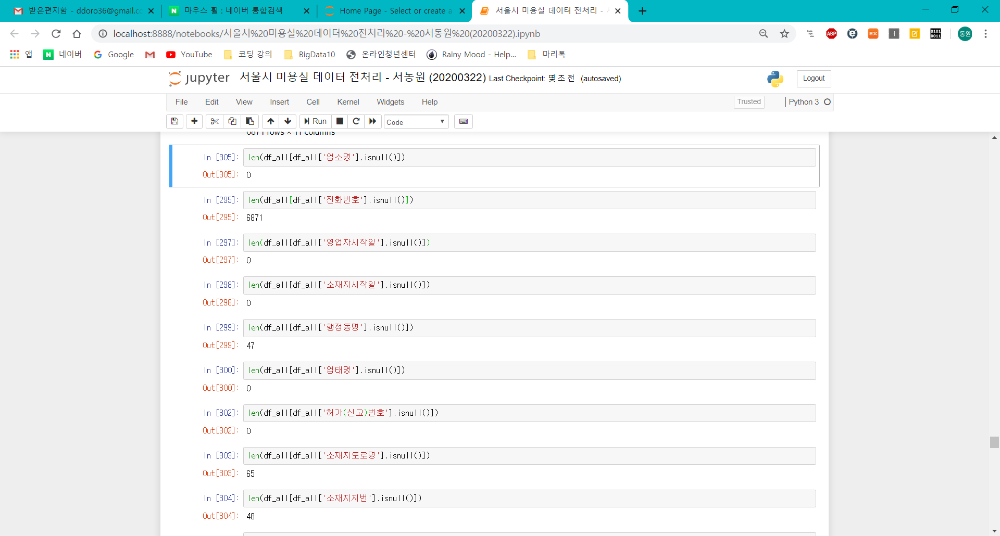 받은편지함 - ddoro36@gmail.co
마우스 휠 : 네이버 통합검색
Home Page - Select or create a
서울시 미용실 데이터 전처리 -
localhost:8888/notebooks/서울시%20미용실%20데이터%20전처리%20-%20서동원%20(20200322).ipynb
ABP
EX
0101
0011
동원
앱
네이버
Google
YouTube
코딩 강의
BigData10
온라인청년센터
Rainy Mood - Help...
마리톡
jupyter 서울시 미용실 데이터 전처리 - 서동원 (20200322) Last Checkpoint: 몇 초 전 (autosaved)
Logout
File Edit View Insert Cell Kernel Widgets Help
Trusted
Python 3
Run
Code
6871 rows × 11 columns
In [305]: len(df_all[df_all['업소명'].isnull()])
Out[305]: 0
In [295]: len(df_all[df_all['전화번호'].isnull()])
Out[295]: 6871
In [297]: len(df_all[df_all['영업자시작일'].isnull()])
Out[297]: 0
In [298]: len(df_all[df_all['소재지시작일'].isnull()])
Out[298]: 0
In [299]: len(df_all[df_all['행정동명'].isnull()])
Out[299]: 47
In [300]: len(df_all[df_all['업태명'].isnull()])
Out[300]: 0
In [302]: len(df_all[df_all['허가(신고)번호'].isnull()])
Out[302]: 0
In [303]: len(df_all[df_all['소재지도로명'].isnull()])
Out[303]: 65
In [304]: len(df_all[df_all['소재지지번'].isnull()])
Out[304]: 48